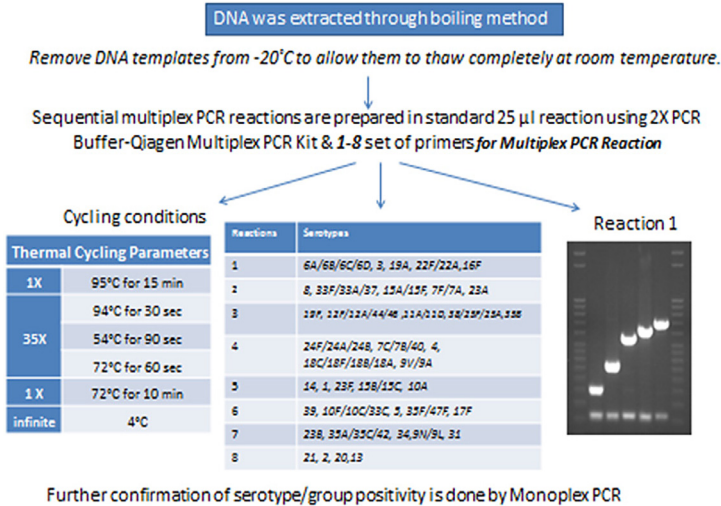 DNA was extracted through boiling method
Remove DNA templates from -20°C to allow them to thaw completely at room temperature.
Sequential multiplex PCR reactions are prepared in standard 25 µl reaction using 2X PCR
Buffer-Qiagen Multiplex PCR Kit & 1-8 set of primers for Multiplex PCR Reaction
Cycling conditions
Thermal Cycling Parameters
1X 95°C for 15 min
94°C for 30 sec
35X 54°C for 90 sec
72°C for 60 sec
1 X 72°C for 10 min
infinite 4°C
Reactions Serotypes
1 6A/6B/6C/6D, 3, 19A, 22F/22A,16F
2 8, 33F/33A/37, 15A/15F, 7F/7A, 23A
3 19F, 12F/12A/44/46 ,11A/11D,
4 24F/24A/24B, 7C/7B/40, 4,
18C/18F/18B/18A, 9V/9A
5 14, 1, 23F, 15B/15C, 10A
6 39, 10F/10C/33C, 5, 35F/47F, 17F
7 23B, 35A/35C/42, 34,9N/9L, 31
8 21, 2, 20,13
Reaction 1
Further confirmation of serotype/group positivity is done by Monoplex PCR